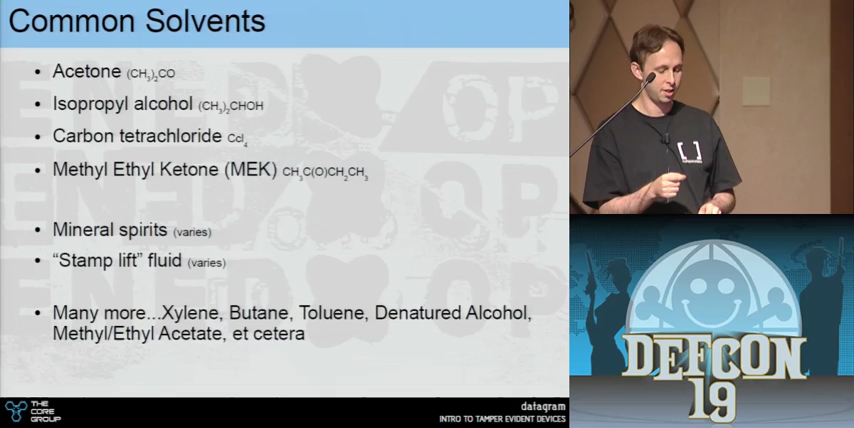 Common Solvents
• Acetone (CH3)2CO
• Isopropyl alcohol (CH3)2CHOH
• Carbon tetrachloride Ccl4
• Methyl Ethyl Ketone (MEK) CH3C(O)CH2CH3
• Mineral spirits (varies)
• “Stamp lift” fluid (varies)
• Many more...Xylene, Butane, Toluene, Denatured Alcohol,
Methyl/Ethyl Acetate, et cetera
THE
CORE
GROUP
datagram
INTRO TO TAMPER EVIDENT DEVICES
[ ]
DEFCON
19